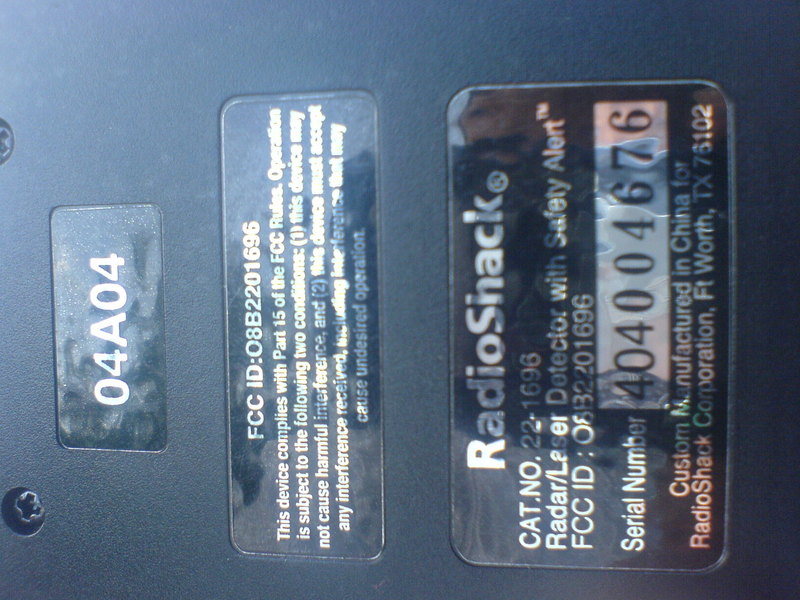 04A04
FCC ID:O8B2201696
This device complies with Part 15 of the FCC Rules. Operation
is subject to the following two conditions: (1) this device may
not cause harmful interference, and (2) this device must accept
any interference received, including interference that may
cause undesired operation.
RadioShack®
CAT.NO. 22-1696
Radar/Laser Detector with Safety Alert™
FCC ID : O8B2201696
Serial Number 40400 4676
Custom Manufactured in China for
RadioShack Corporation, Ft Worth, TX 76102